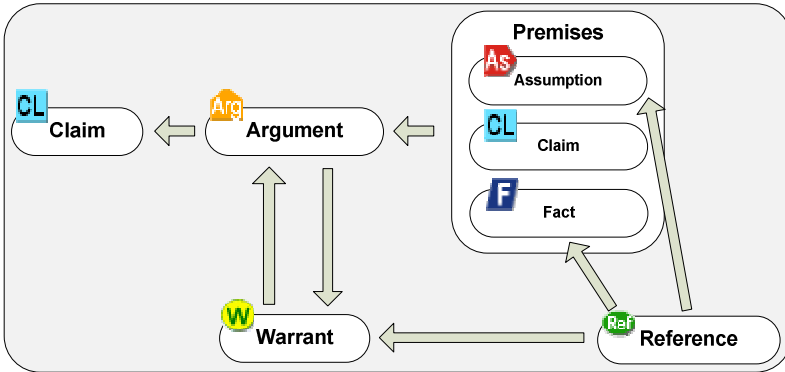 Premises
As
Assumption
CL
Claim
Arg
Argument
CL
Claim
F
Fact
W
Warrant
Ref
Reference